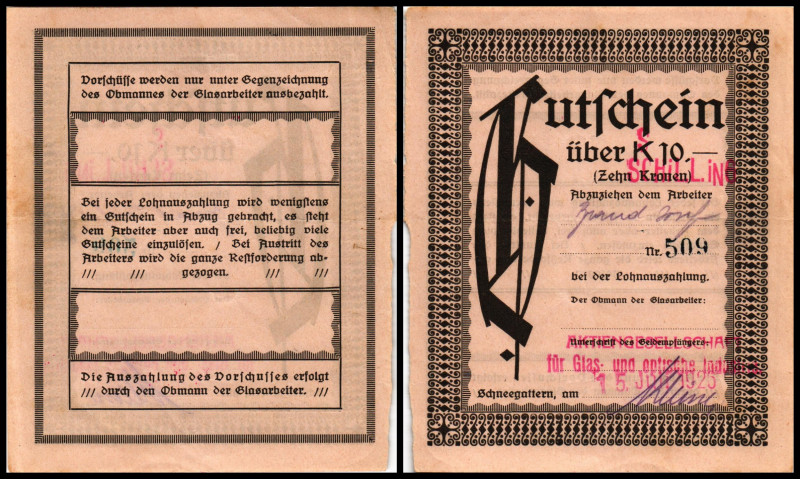 Vorschüsse werden nur unter Gegenzeichnung
des Obmannes der Glasarbeiter ausbezahlt.
Bei jeder Lohnauszahlung wird wenigstens
ein Gutschein in Abzug gebracht, es steht
dem Arbeiter aber auch frei, beliebig viele
Gutscheine einzulösen. / Bei Austritt des
Arbeiters wird die ganze Restforderung ab-
/// /// gezogen. /// ///
Die Auszahlung des Vorschusses erfolgt
/// durch den Obmann der Glasarbeiter. ///
Gutschein
über K 10.—
(Zehn Kronen)
SCHILLING
Abzuziehen dem Arbeiter
Josef
Nr. 509
bei der Lohnauszahlung.
Der Obmann der Glasarbeiter:
Unterschrift des Geldempfängers:
AKTIENGESELLSCHAFT
für Glas- und optische Industrie
15. 1925
Schneegattern, am